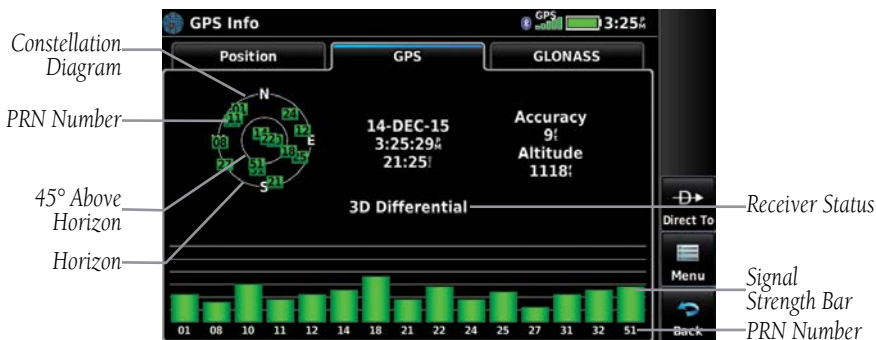 GPS Info
GPS
3:25 PM
Constellation Diagram
Position
GPS
GLONASS
N
01
11
24
PRN Number
12
08
14
E
18
25
27
51
21
S
14-DEC-15
3:25:29 PM
21:25
Accuracy
9
Altitude
1118
45° Above Horizon
3D Differential
Receiver Status
Direct To
Horizon
Menu
Signal Strength Bar
01 08 10 11 12 14 18 21 22 24 25 27 31 32 51
Back
PRN Number